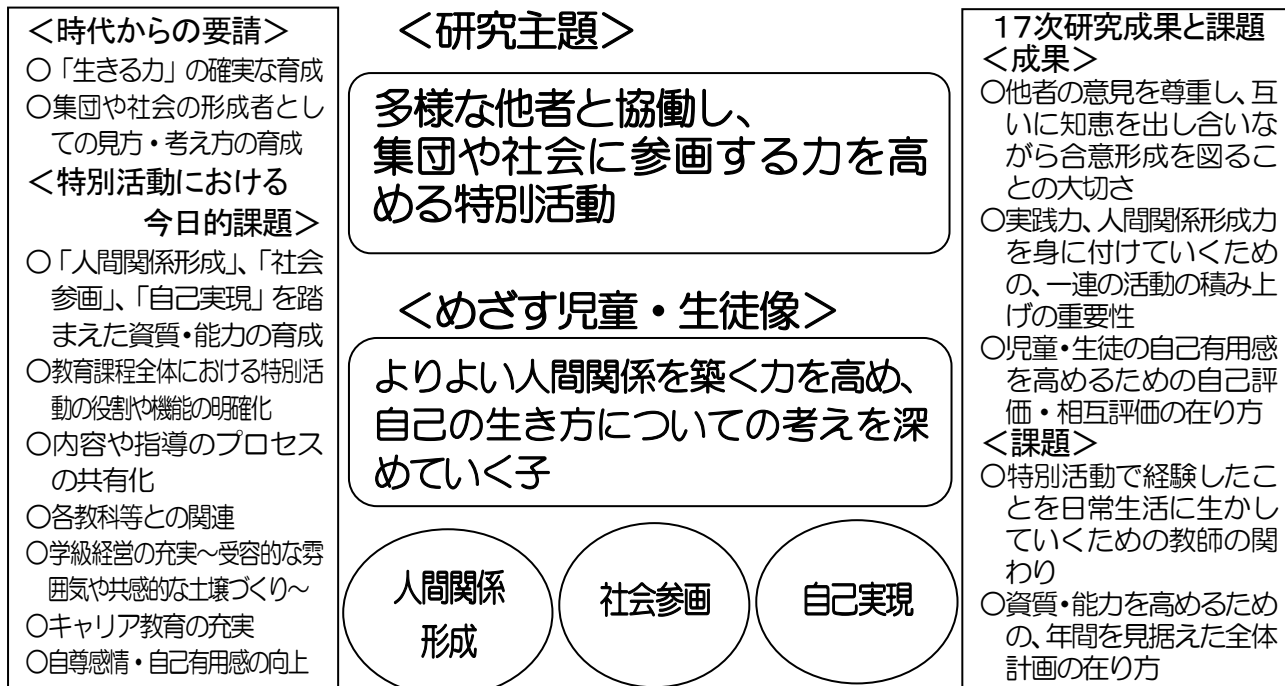 <時代からの要請>
○「生きる力」の確実な育成
○集団や社会の形成者とし
ての見方・考え方の育成
<特別活動における
今日的課題>
○「人間関係形成」、「社会
参画」、「自己実現」を踏
まえた資質・能力の育成
○教育課程全体における特別活
動の役割や機能の明確化
○内容や指導のプロセス
の共有化
○各教科等との関連
○学級経営の充実~受容的な雰
囲気や共感的な土壌づくり~
○キャリア教育の充実
○自尊感情・自己有用感の向上
<研究主題>
多様な他者と協働し、
集団や社会に参画する力を高
める特別活動
<めざす児童・生徒像>
よりよい人間関係を築く力を高め、
自己の生き方についての考えを深
めていく子
人間関係
形成
社会参画
自己実現
17次研究成果と課題
<成果>
○他者の意見を尊重し、互
いに知恵を出し合いな
がら合意形成を図るこ
との大切さ
○実践力、人間関係形成力
を身に付けていくため
の、一連の活動の積み上
げの重要性
○児童・生徒の自己有用感
を高めるための自己評
価・相互評価の在り方
<課題>
○特別活動で経験したこ
とを日常生活に生かし
ていくための教師の関
わり
○資質・能力を高めるため
の、年間を見据えた全体
計画の在り方